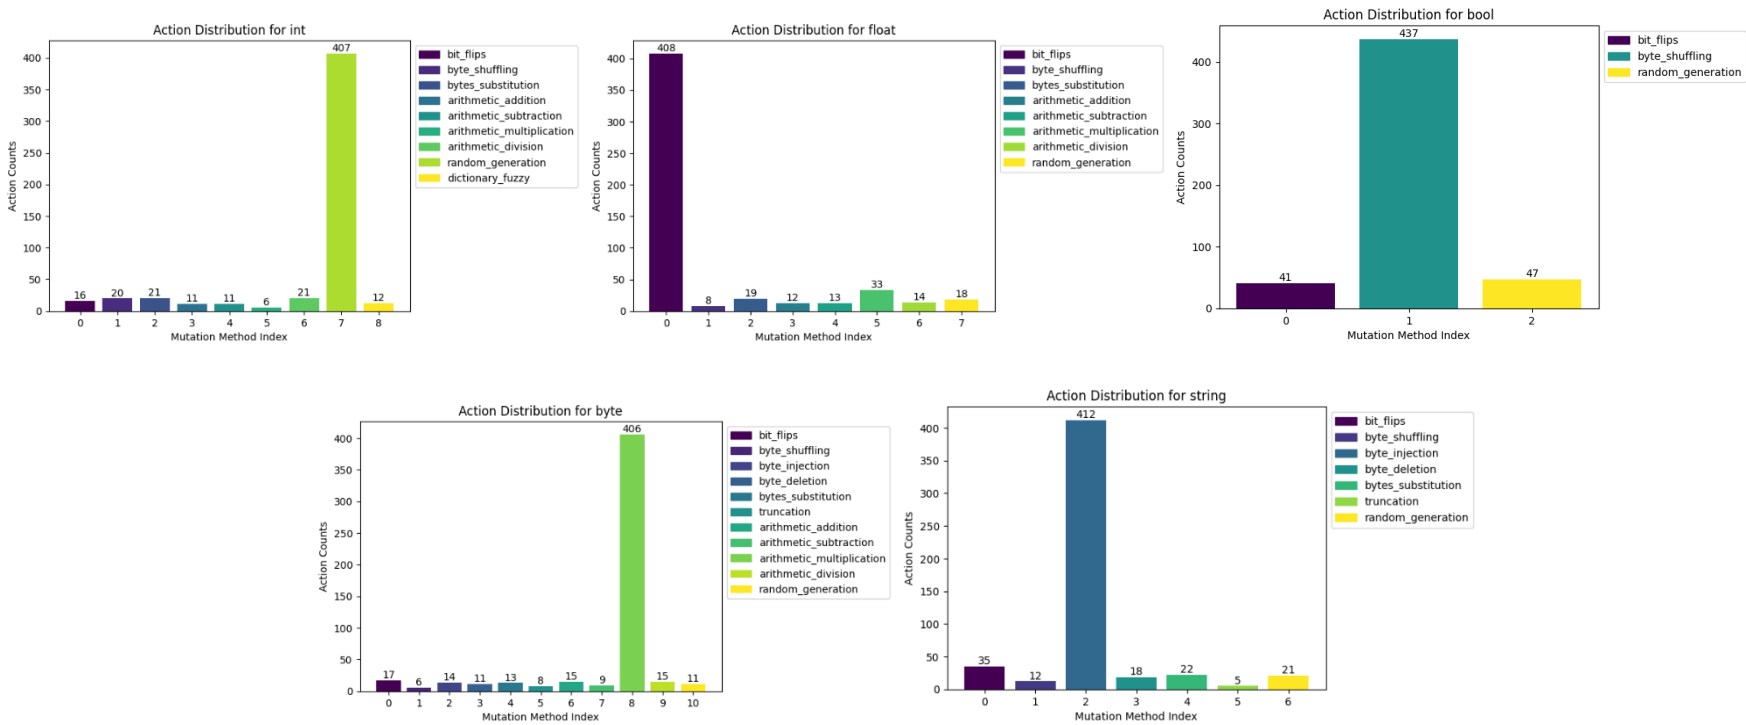 Action Distribution for int
407
400
350
300
250
200
150
100
50
0
Action Counts
16
20
21
11
11
6
21
12
0 1 2 3 4 5 6 7 8
Mutation Method Index
bit_flips
byte_shuffling
bytes_substitution
arithmetic_addition
arithmetic_subtraction
arithmetic_multiplication
arithmetic_division
random_generation
dictionary_fuzzy
Action Distribution for float
408
400
350
300
250
200
150
100
50
0
Action Counts
8
19
12
13
33
14
18
0 1 2 3 4 5 6 7
Mutation Method Index
bit_flips
byte_shuffling
bytes_substitution
arithmetic_addition
arithmetic_subtraction
arithmetic_multiplication
arithmetic_division
random_generation
Action Distribution for bool
437
400
300
200
100
0
Action Counts
41
47
0 1 2
Mutation Method Index
bit_flips
byte_shuffling
random_generation
Action Distribution for byte
406
400
350
300
250
200
150
100
50
0
Action Counts
17
6
14
11
13
8
15
9
15
11
0 1 2 3 4 5 6 7 8 9 10
Mutation Method Index
bit_flips
byte_shuffling
byte_injection
byte_deletion
bytes_substitution
truncation
arithmetic_addition
arithmetic_subtraction
arithmetic_multiplication
arithmetic_division
random_generation
Action Distribution for string
412
400
350
300
250
200
150
100
50
0
Action Counts
35
12
18
22
5
21
0 1 2 3 4 5 6
Mutation Method Index
bit_flips
byte_shuffling
byte_injection
byte_deletion
bytes_substitution
truncation
random_generation